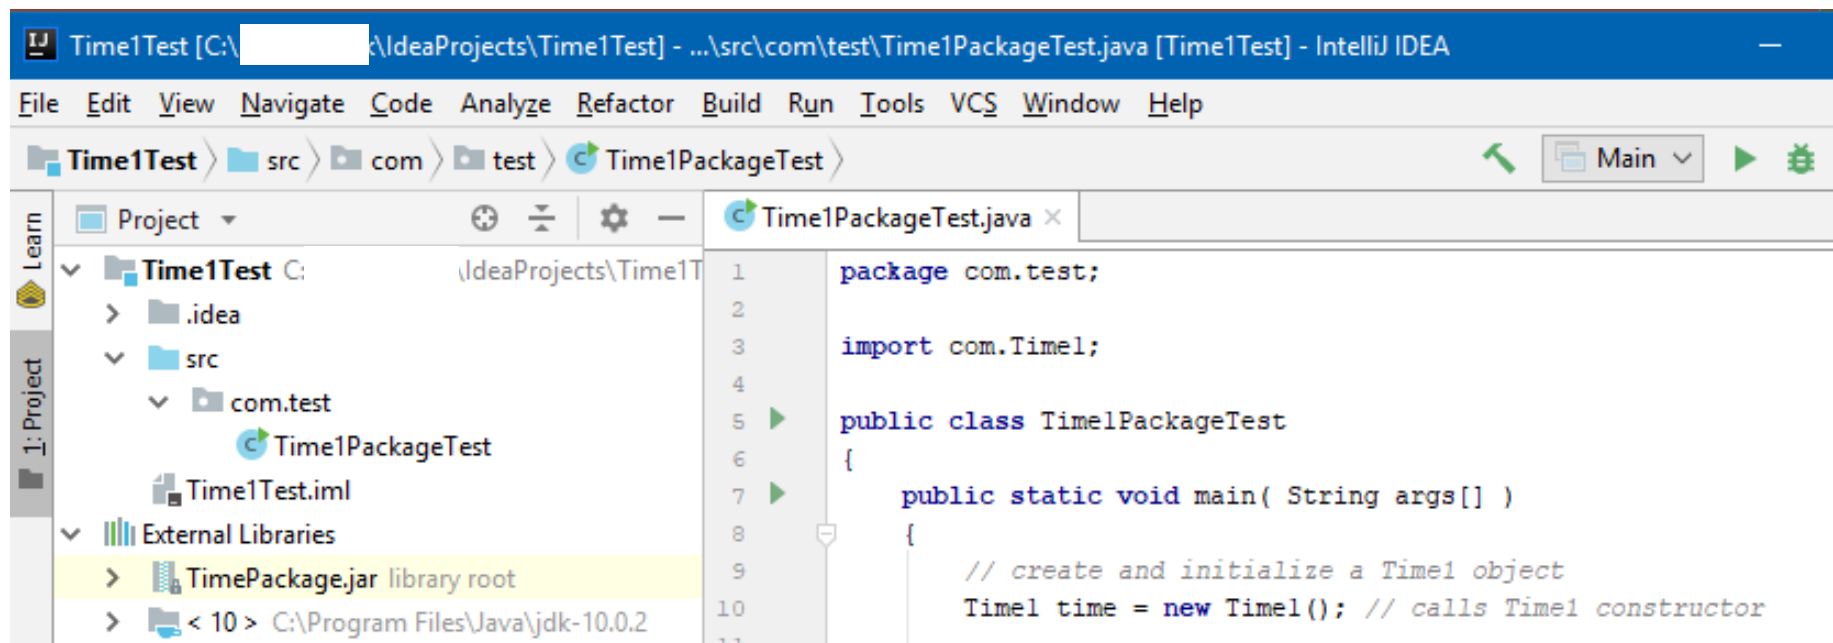 IJ
Time1Test [C:\ \IdeaProjects\Time1Test] - ...\src\com\test\Time1PackageTest.java [Time1Test] - IntelliJ IDEA
File Edit View Navigate Code Analyze Refactor Build Run Tools VCS Window Help
Time1Test src com test Time1PackageTest Main
Learn
1: Project
Project
Time1Test C: \IdeaProjects\Time1T
.idea
src
com.test
Time1PackageTest
Time1Test.iml
External Libraries
TimePackage.jar library root
< 10 > C:\Program Files\Java\jdk-10.0.2
Time1PackageTest.java
1 package com.test;
2
3 import com.Time1;
4
5 public class Time1PackageTest
6 {
7 public static void main( String args[] )
8 {
9 // create and initialize a Time1 object
10 Time1 time = new Time1(); // calls Time1 constructor